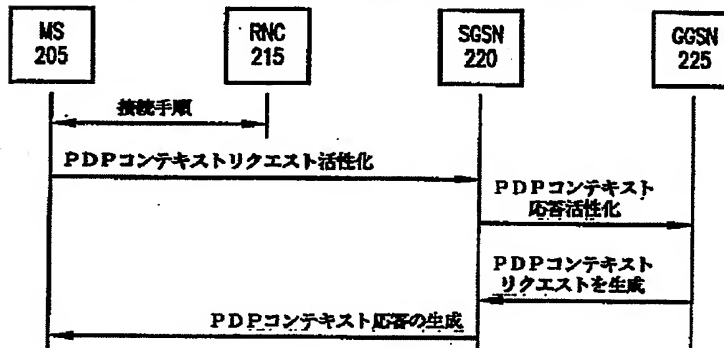 MS
205
RNC
215
SGSN
220
GGSN
225
接続手順
PDPコンテキストリクエスト活性化
PDPコンテキスト
応答活性化
PDPコンテキスト
リクエストを生成
PDPコンテキスト応答の生成